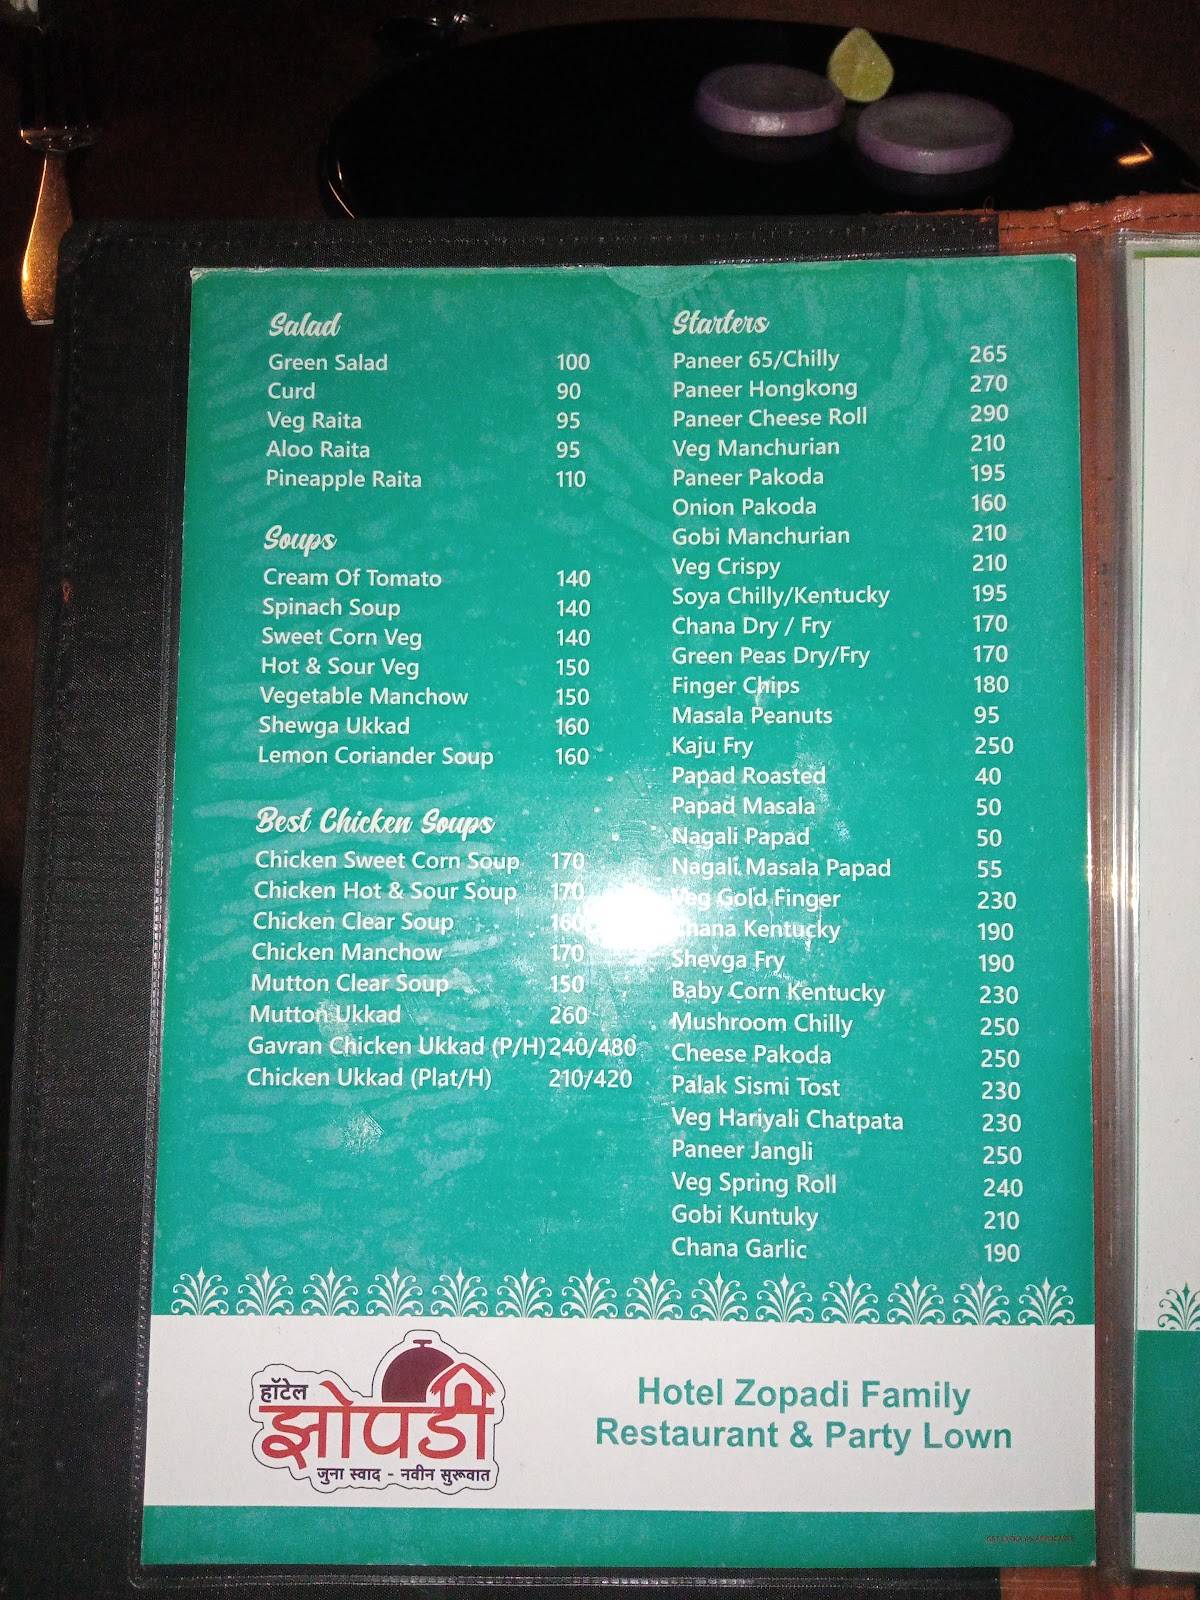 Salad
Green Salad 100
Curd 90
Veg Raita 95
Aloo Raita 95
Pineapple Raita 110
Soups
Cream Of Tomato 140
Spinach Soup 140
Sweet Corn Veg 140
Hot & Sour Veg 150
Vegetable Manchow 150
Shewga Ukkad 160
Lemon Coriander Soup 160
Best Chicken Soups
Chicken Sweet Corn Soup 170
Chicken Hot & Sour Soup 170
Chicken Clear Soup 160
Chicken Manchow 170
Mutton Clear Soup 150
Mutton Ukkad 260
Gavran Chicken Ukkad (P/H) 240/480
Chicken Ukkad (Plat/H) 210/420
Starters
Paneer 65/Chilly 265
Paneer Hongkong 270
Paneer Cheese Roll 290
Veg Manchurian 210
Paneer Pakoda 195
Onion Pakoda 160
Gobi Manchurian 210
Veg Crispy 210
Soya Chilly/Kentucky 195
Chana Dry / Fry 170
Green Peas Dry/Fry 170
Finger Chips 180
Masala Peanuts 95
Kaju Fry 250
Papad Roasted 40
Papad Masala 50
Nagali Papad 50
Nagali Masala Papad 55
Veg Gold Finger 230
Chana Kentucky 190
Shevga Fry 190
Baby Corn Kentucky 230
Mushroom Chilly 250
Cheese Pakoda 250
Palak Sismi Tost 230
Veg Hariyali Chatpata 230
Paneer Jangli 250
Veg Spring Roll 240
Gobi Kuntuky 210
Chana Garlic 190
हॉटेल
झोपडी
जुना स्वाद - नवीन सुरूवात
Hotel Zopadi Family
Restaurant & Party Lown